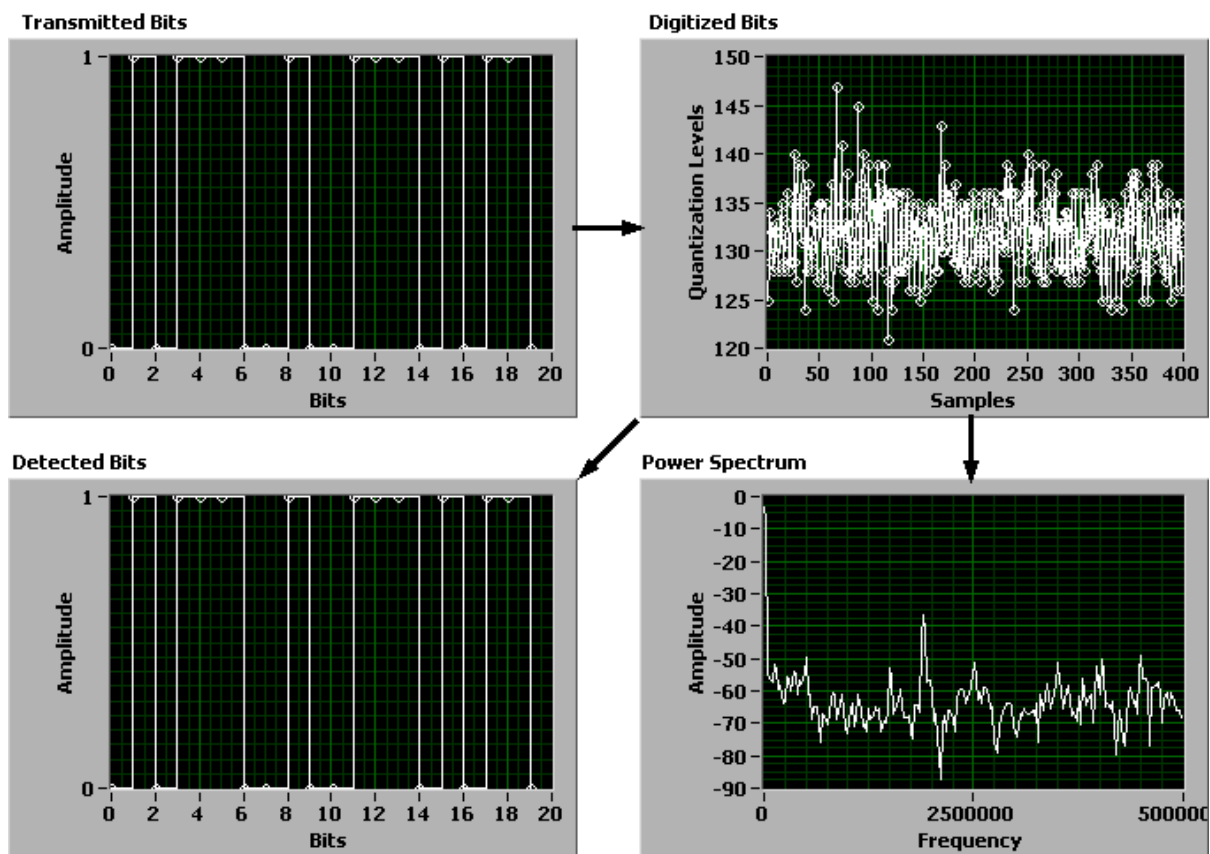 Transmitted Bits
1
0
Amplitude
0 2 4 6 8 10 12 14 16 18 20
Bits
Digitized Bits
150
145
140
135
130
125
120
Quantization Levels
0 50 100 150 200 250 300 350 400
Samples
Detected Bits
1
0
Amplitude
0 2 4 6 8 10 12 14 16 18 20
Bits
Power Spectrum
0
-10
-20
-30
-40
-50
-60
-70
-80
-90
Amplitude
0 2500000 500000
Frequency